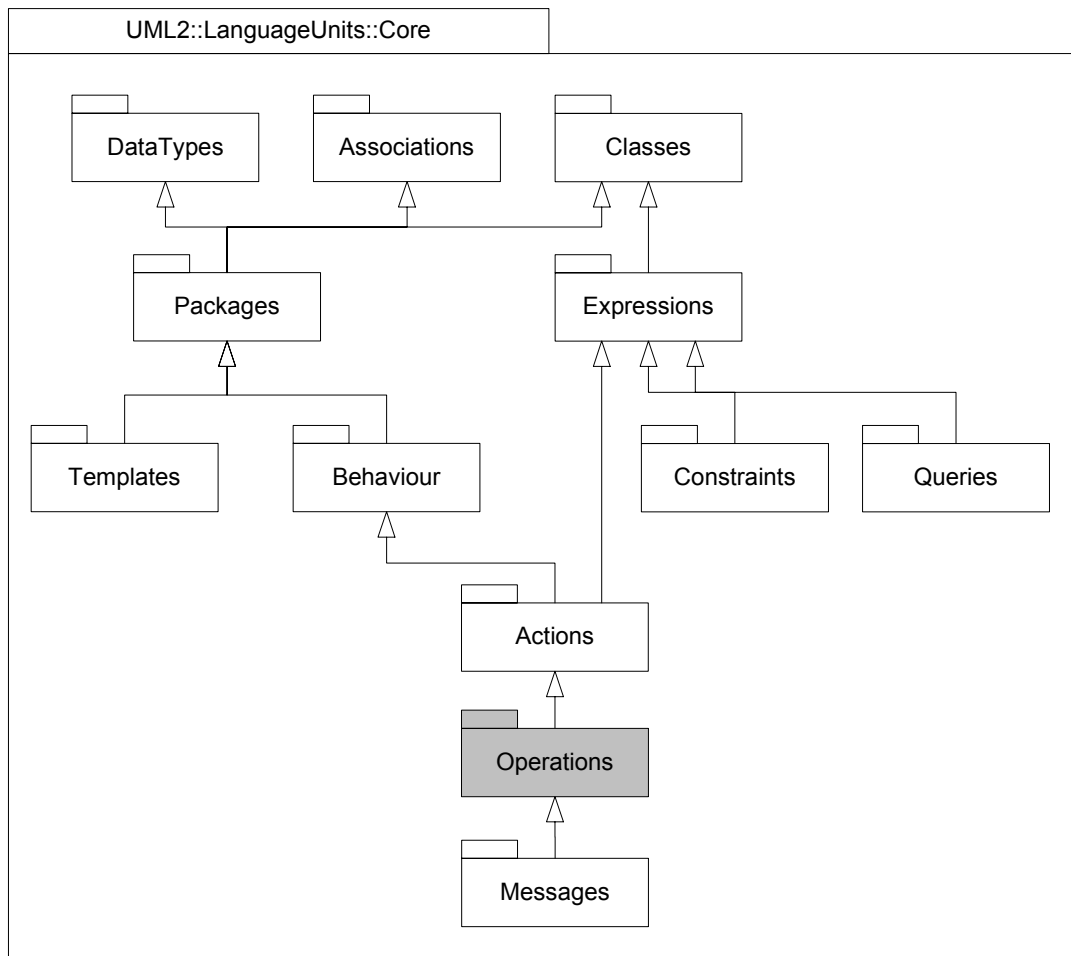 UML2::LanguageUnits::Core
DataTypes
Associations
Classes
Packages
Expressions
Templates
Behaviour
Constraints
Queries
Actions
Operations
Messages